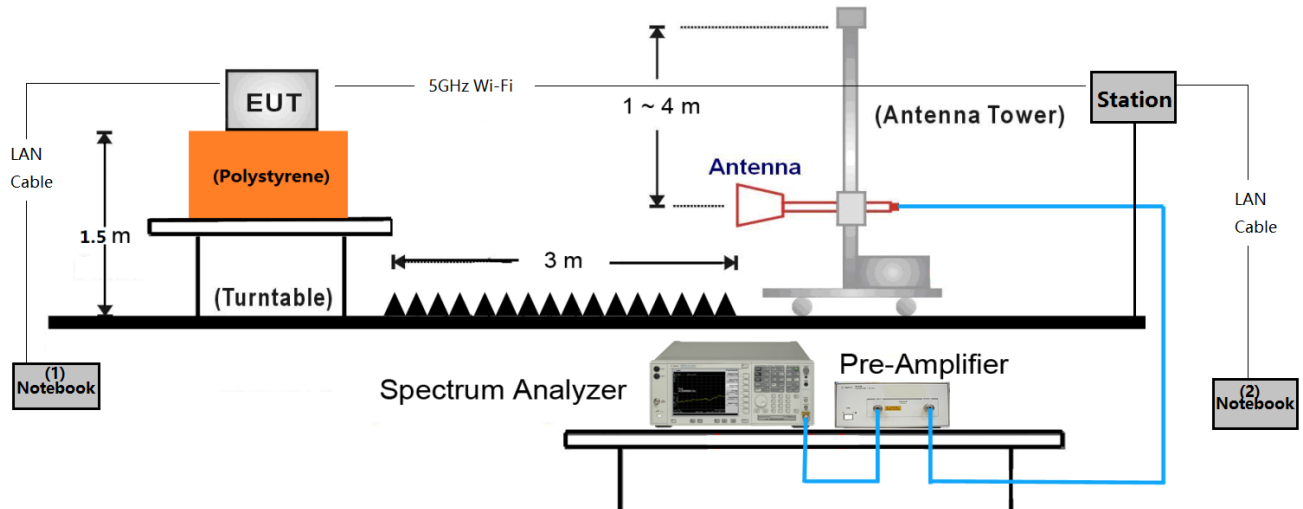 EUT
5GHz Wi-Fi
1 ~ 4 m
(Antenna Tower)
Station
LAN
Cable
(Polystyrene)
Antenna
LAN
Cable
1.5 m
3 m
(Turntable)
(1)
Notebook
Spectrum Analyzer
Pre-Amplifier
(2)
Notebook